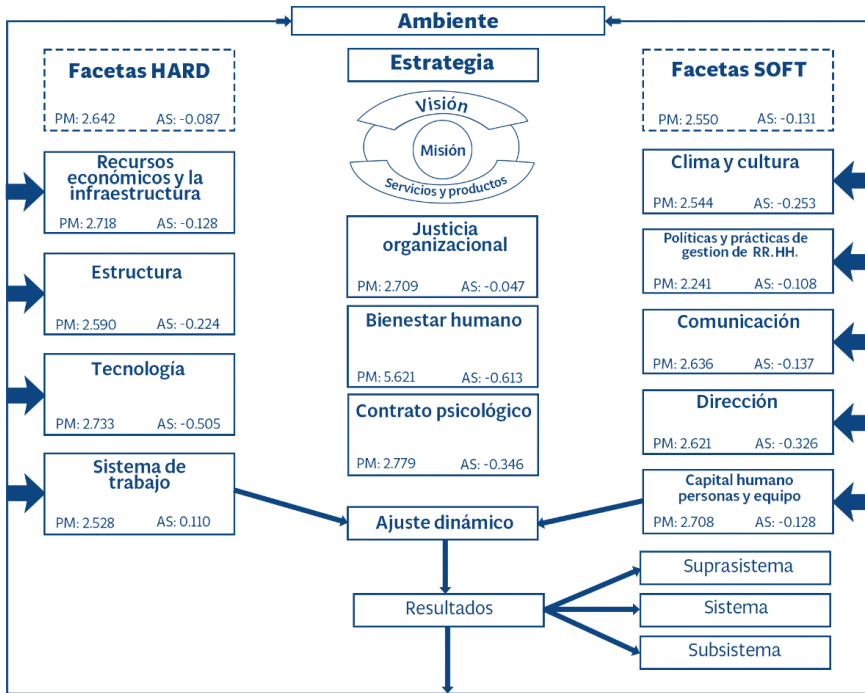 Ambiente
Facetas HARD
PM: 2.642 AS: -0.087
Recursos
económicos y la
infraestructura
PM: 2.718 AS: -0.128
Estructura
PM: 2.590 AS: -0.224
Tecnología
PM: 2.733 AS: -0.505
Sistema de
trabajo
PM: 2.528 AS: 0.110
Estrategia
Visión
Misión
Servicios y productos
Justicia
organizacional
PM: 2.709 AS: -0.047
Bienestar humano
PM: 5.621 AS: -0.613
Contrato psicológico
PM: 2.779 AS: -0.346
Ajuste dinámico
Resultados
Facetas SOFT
PM: 2.550 AS: -0.131
Clima y cultura
PM: 2.544 AS: -0.253
Políticas y prácticas de
gestion de RR. HH.
PM: 2.241 AS: -0.108
Comunicación
PM: 2.636 AS: -0.137
Dirección
PM: 2.621 AS: -0.326
Capital humano
personas y equipo
PM: 2.708 AS: -0.128
Suprasistema
Sistema
Subsistema